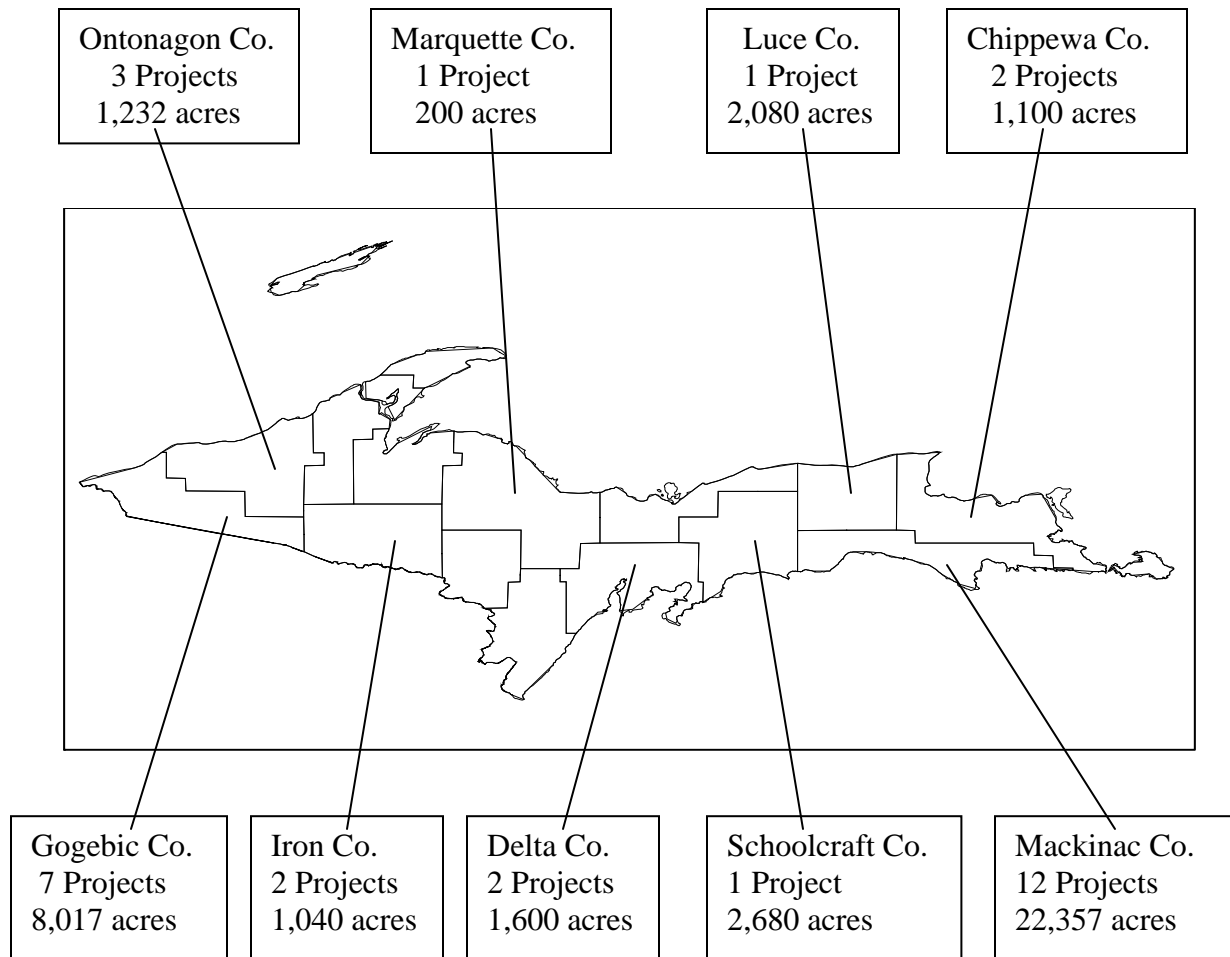 Ontonagon Co.
3 Projects
1,232 acres
Marquette Co.
1 Project
200 acres
Luce Co.
1 Project
2,080 acres
Chippewa Co.
2 Projects
1,100 acres
Gogebic Co.
7 Projects
8,017 acres
Iron Co.
2 Projects
1,040 acres
Delta Co.
2 Projects
1,600 acres
Schoolcraft Co.
1 Project
2,680 acres
Mackinac Co.
12 Projects
22,357 acres